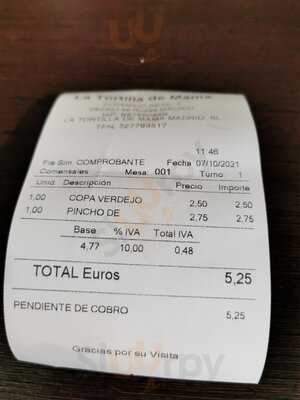 La Tortilla de Mama
LA TORTILLA DE MAMA MADRID, SL
11:46
Fra Sim. COMPROBANTE Fecha 07/10/2021
Comensales Mesa: 001 Turno 1
Unid. Descripción Precio Importe
1,00 COPA VERDEJO 2,50 2,50
1,00 PINCHO DE 2,75 2,75
Base % IVA Total IVA
4,77 10,00 0,48
TOTAL Euros 5,25
PENDIENTE DE COBRO 5,25
Gracias por su Visita